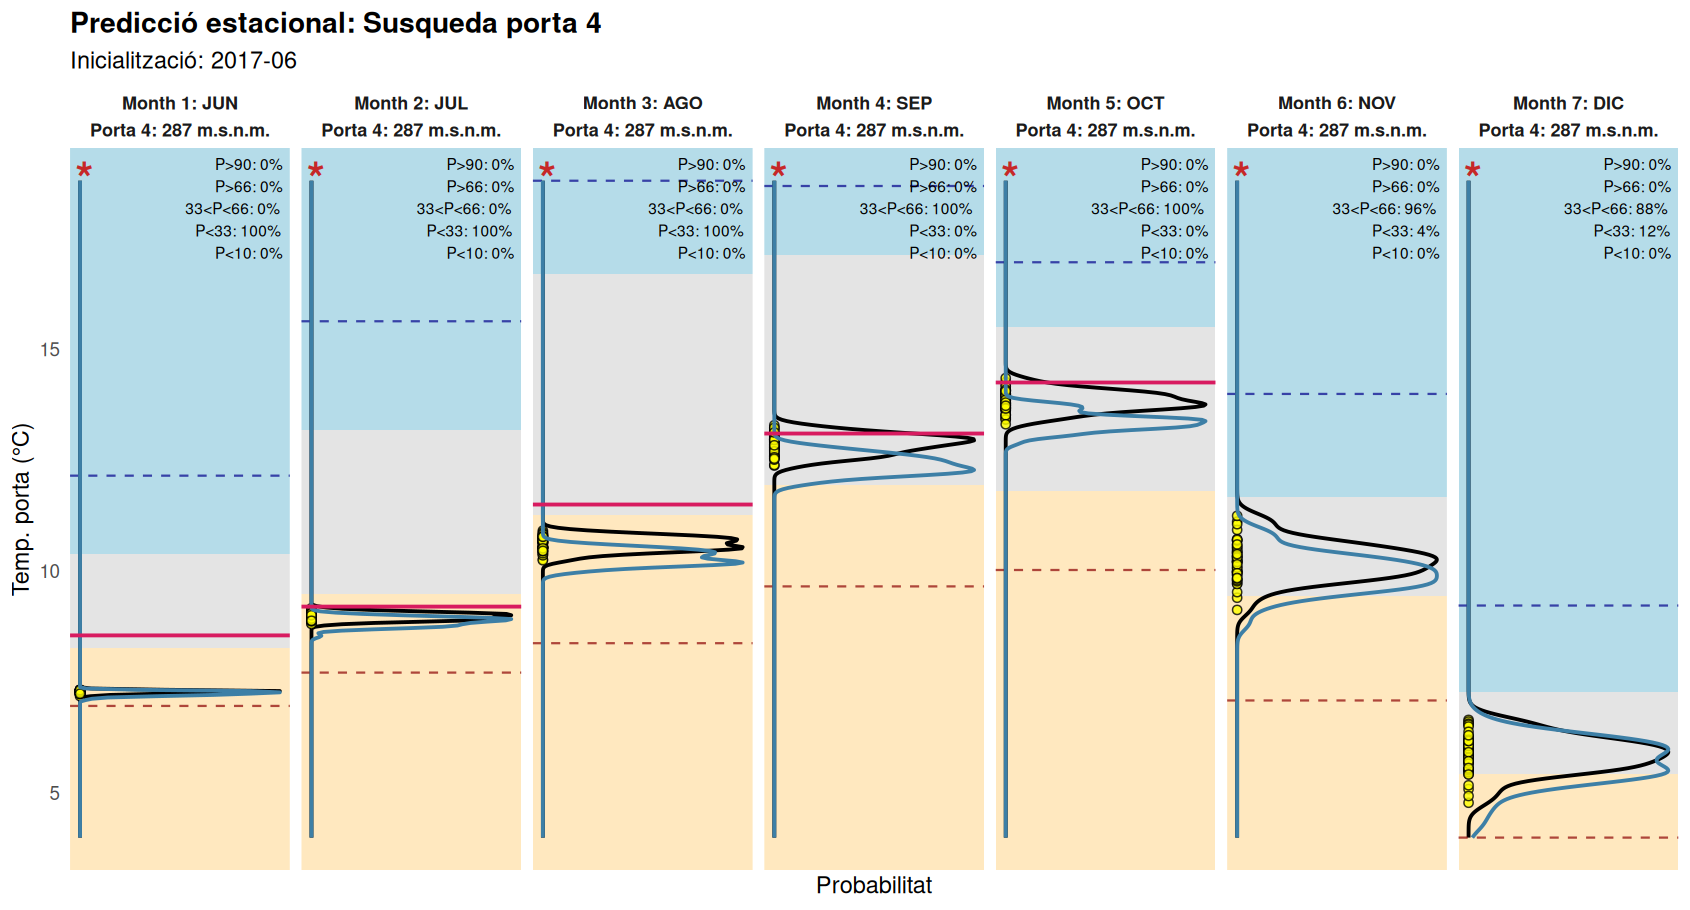 Predicció estacional: Susqueda porta 4
Inicialització: 2017-06
Month 1: JUN
Porta 4: 287 m.s.n.m.
Month 2: JUL
Porta 4: 287 m.s.n.m.
Month 3: AGO
Porta 4: 287 m.s.n.m.
Month 4: SEP
Porta 4: 287 m.s.n.m.
Month 5: OCT
Porta 4: 287 m.s.n.m.
Month 6: NOV
Porta 4: 287 m.s.n.m.
Month 7: DIC
Porta 4: 287 m.s.n.m.
*
P>90: 0%
P>66: 0%
33<P<66: 0%
P<33: 100%
P<10: 0%
*
P>90: 0%
P>66: 0%
33<P<66: 0%
P<33: 100%
P<10: 0%
*
P>90: 0%
P>66: 0%
33<P<66: 0%
P<33: 100%
P<10: 0%
*
P>90: 0%
P>66: 0%
33<P<66: 100%
P<33: 0%
P<10: 0%
*
P>90: 0%
P>66: 0%
33<P<66: 100%
P<33: 0%
P<10: 0%
*
P>90: 0%
P>66: 0%
33<P<66: 96%
P<33: 4%
P<10: 0%
*
P>90: 0%
P>66: 0%
33<P<66: 88%
P<33: 12%
P<10: 0%
Temp. porta (°C)
15
10
5
Probabilitat